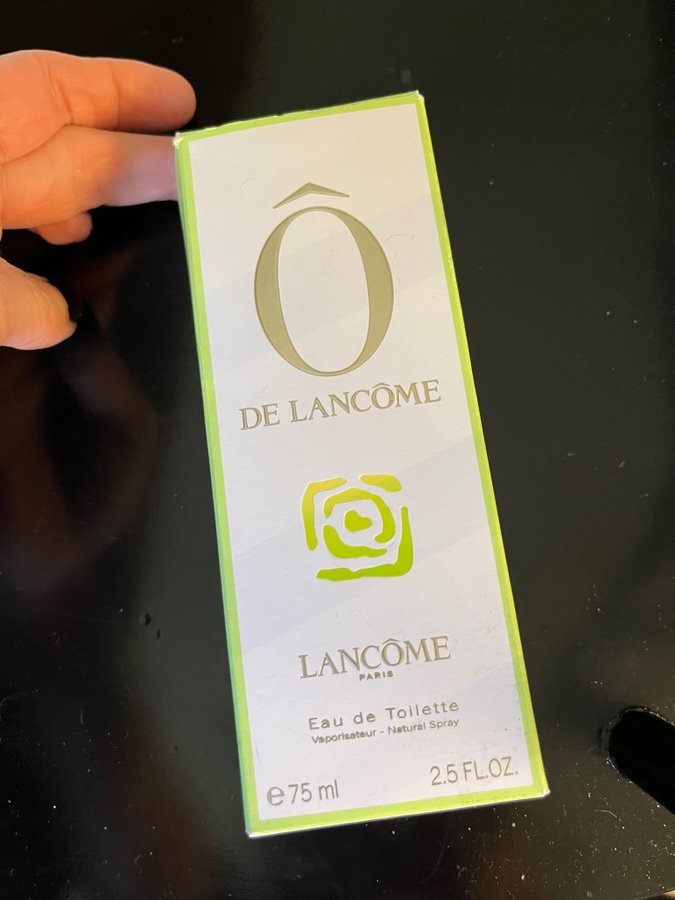 Ô
DE LANCÔME
LANCÔME
PARIS
Eau de Toilette
Vaporisateur - Natural Spray
e 75 ml 2.5 FL.OZ.